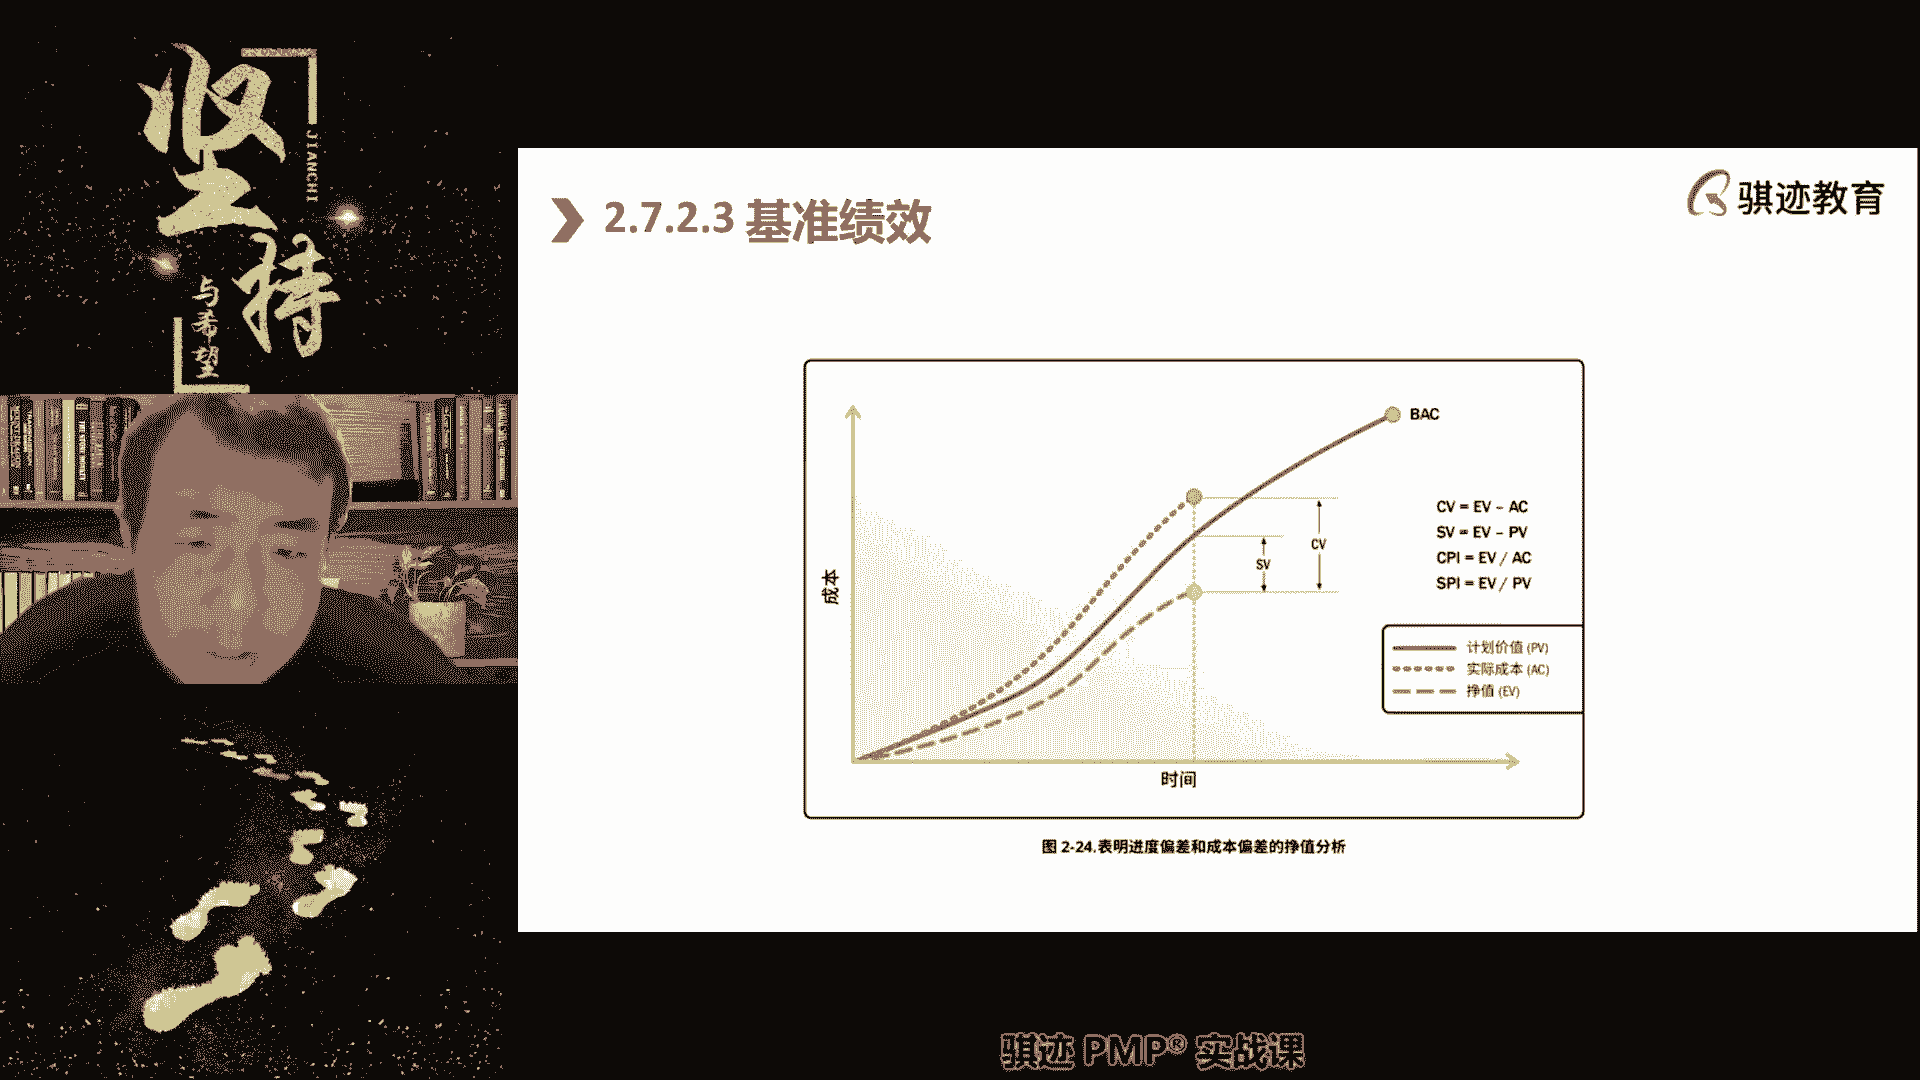 坚
持
JIANCHI
与
希
望
2.7.2.3 基准绩效
骐迹教育
BAC
CV = EV – AC
SV = EV – PV
CPI = EV / AC
SPI = EV / PV
CV
SV
成本
计划价值 (PV)
实际成本 (AC)
挣值 (EV)
时间
图 2-24.表明进度偏差和成本偏差的挣值分析
骐迹 PMP® 实战课